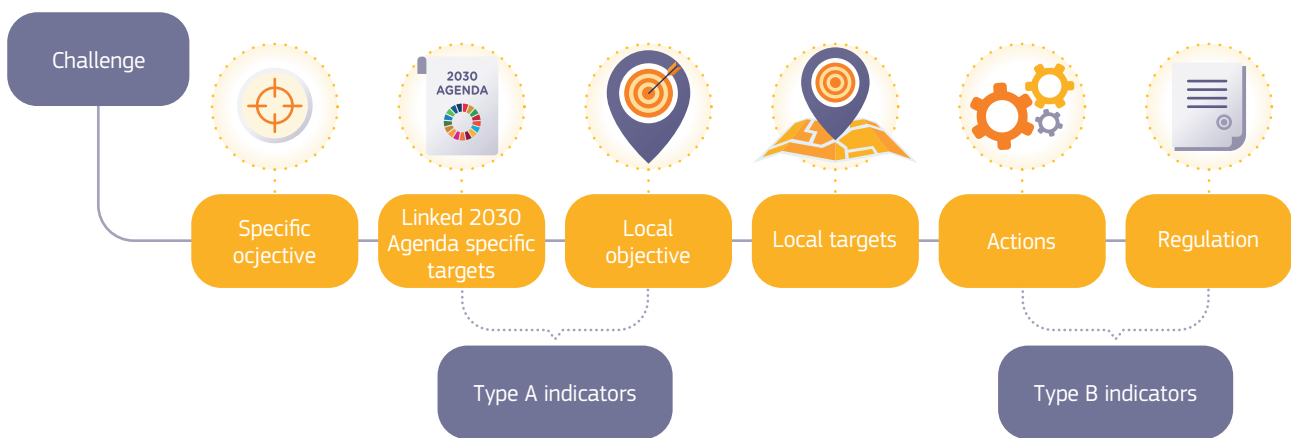 Challenge
2030
AGENDA
Specific
ocjective
Linked 2030
Agenda specific
targets
Local
objective
Local targets
Actions
Regulation
Type A indicators
Type B indicators